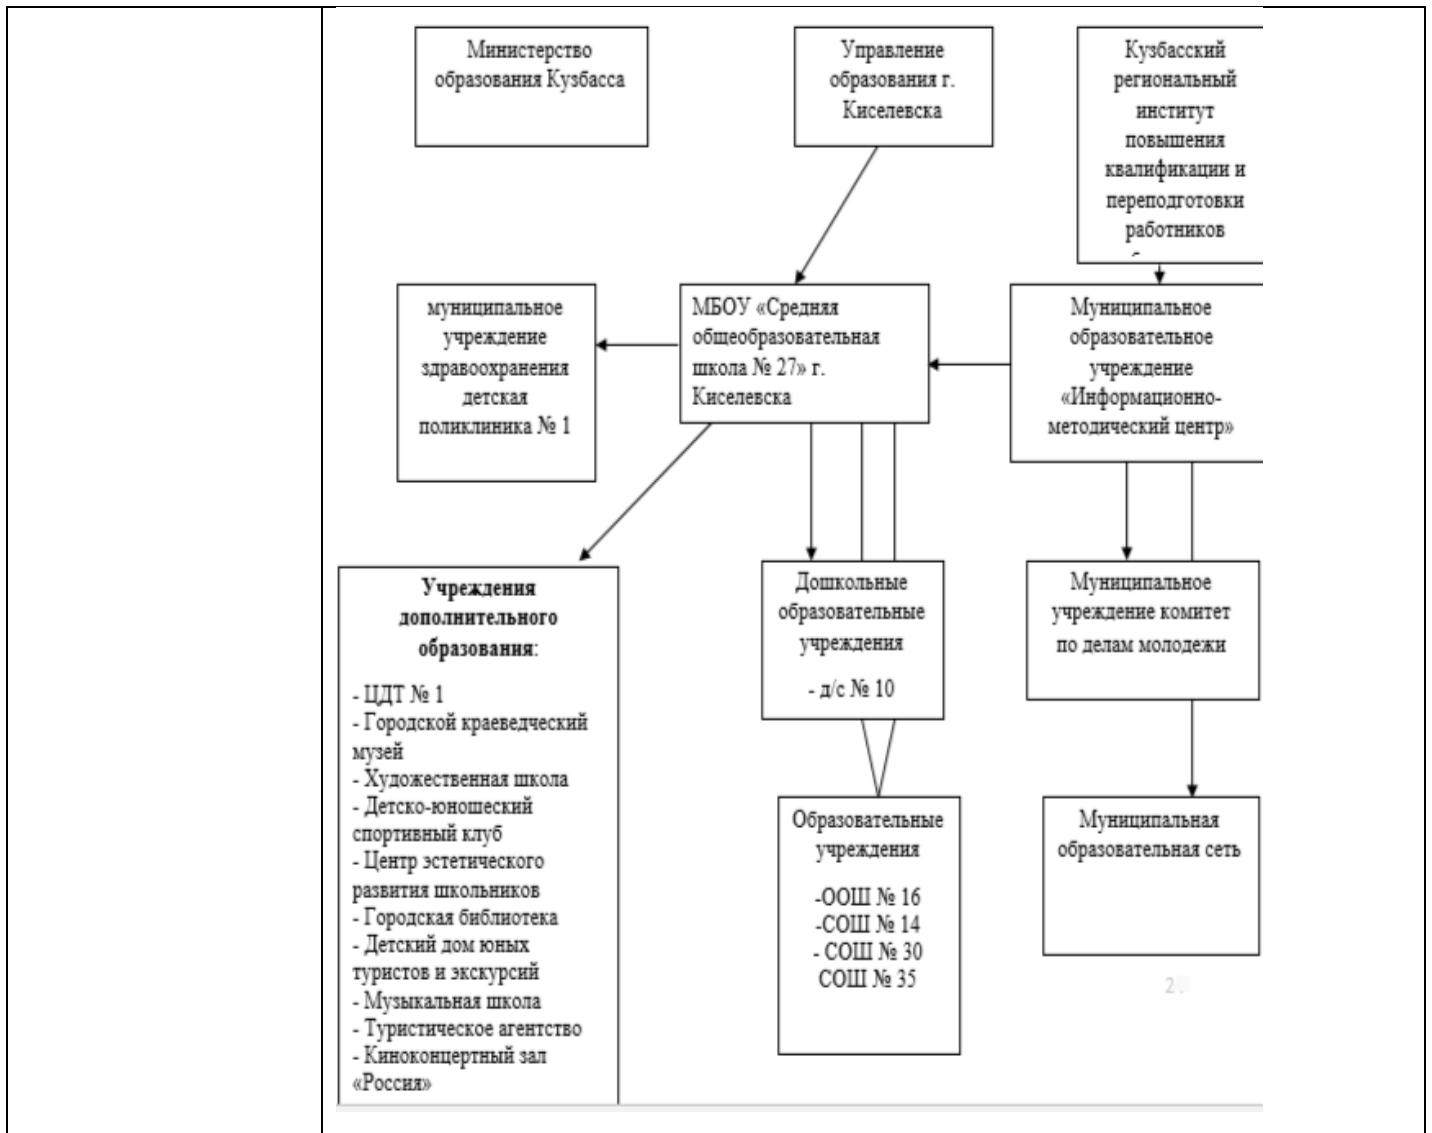 Министерство
образования Кузбасса
Управление
образования г.
Киселевска
Кузбасский
региональный
институт
повышения
квалификации и
переподготовки
работников
муниципальное
учреждение
здравоохранения
детская
поликлиника № 1
МБОУ «Средняя
общеобразовательная
школа № 27» г.
Киселевска
Муниципальное
образовательное
учреждение
«Информационно-
методический центр»
Учреждения
дополнительного
образования:
- ЦДТ № 1
- Городской краеведческий
музей
- Художественная школа
- Детско-юношеский
спортивный клуб
- Центр эстетического
развития школьников
- Городская библиотека
- Детский дом юных
туристов и экскурсий
- Музыкальная школа
- Туристическое агентство
- Киноконцертный зал
«Россия»
Дошкольные
образовательные
учреждения
- д/с № 10
Муниципальное
учреждение комитет
по делам молодежи
Образовательные
учреждения
-ООШ № 16
-СОШ № 14
- СОШ № 30
СОШ № 35
Муниципальная
образовательная сеть